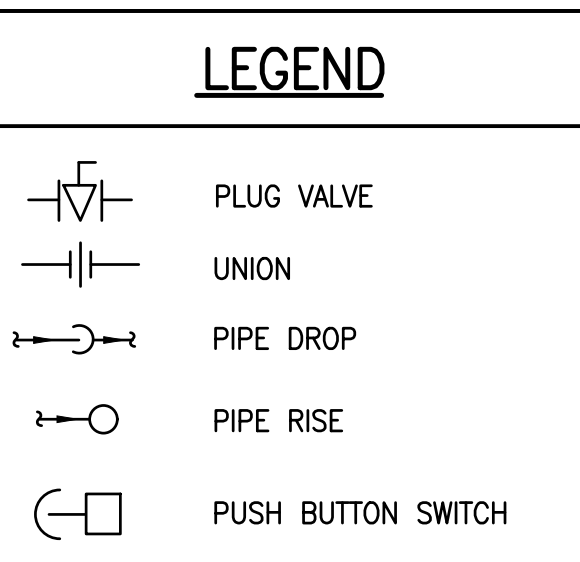 LEGEND
PLUG VALVE
UNION
PIPE DROP
PIPE RISE
PUSH BUTTON SWITCH